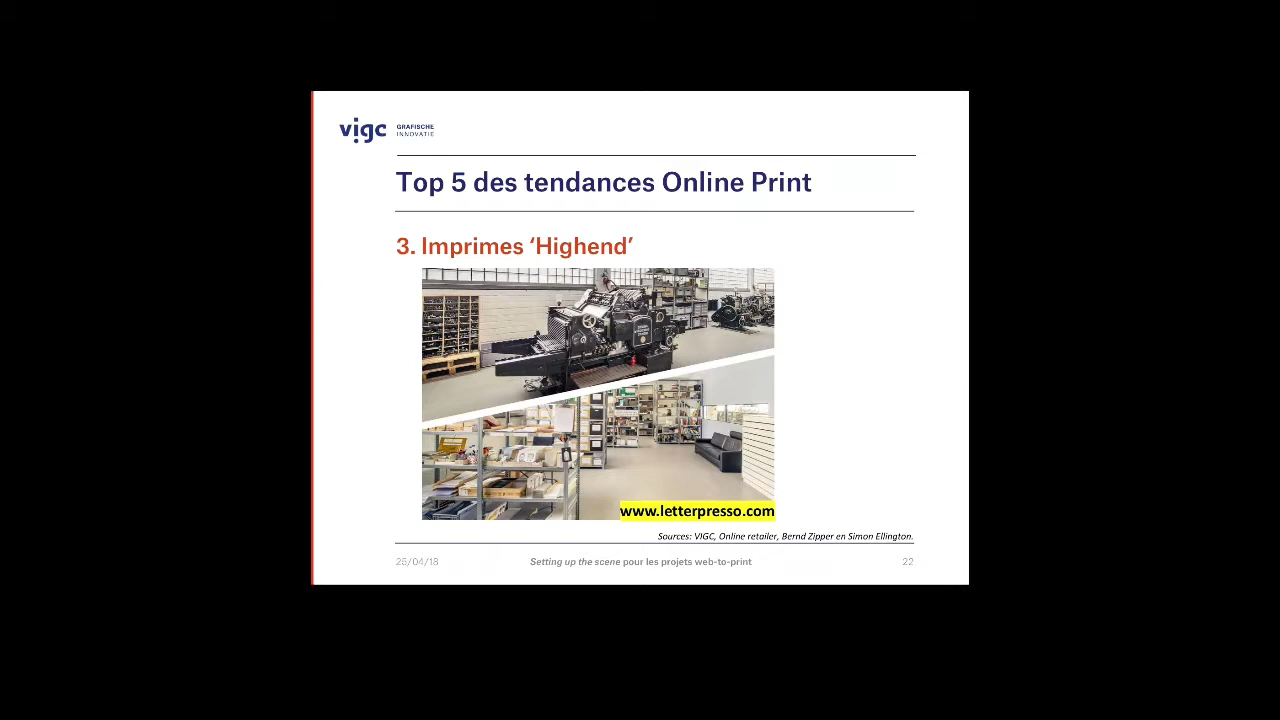 vigc GRAFISCHE
INNOVATIE
Top 5 des tendances Online Print
3. Imprimes ‘Highend’
www.letterpresso.com
Sources: VIGC, Online retailer, Bernd Zipper en Simon Ellington.
25/04/18 Setting up the scene pour les projets web-to-print 22